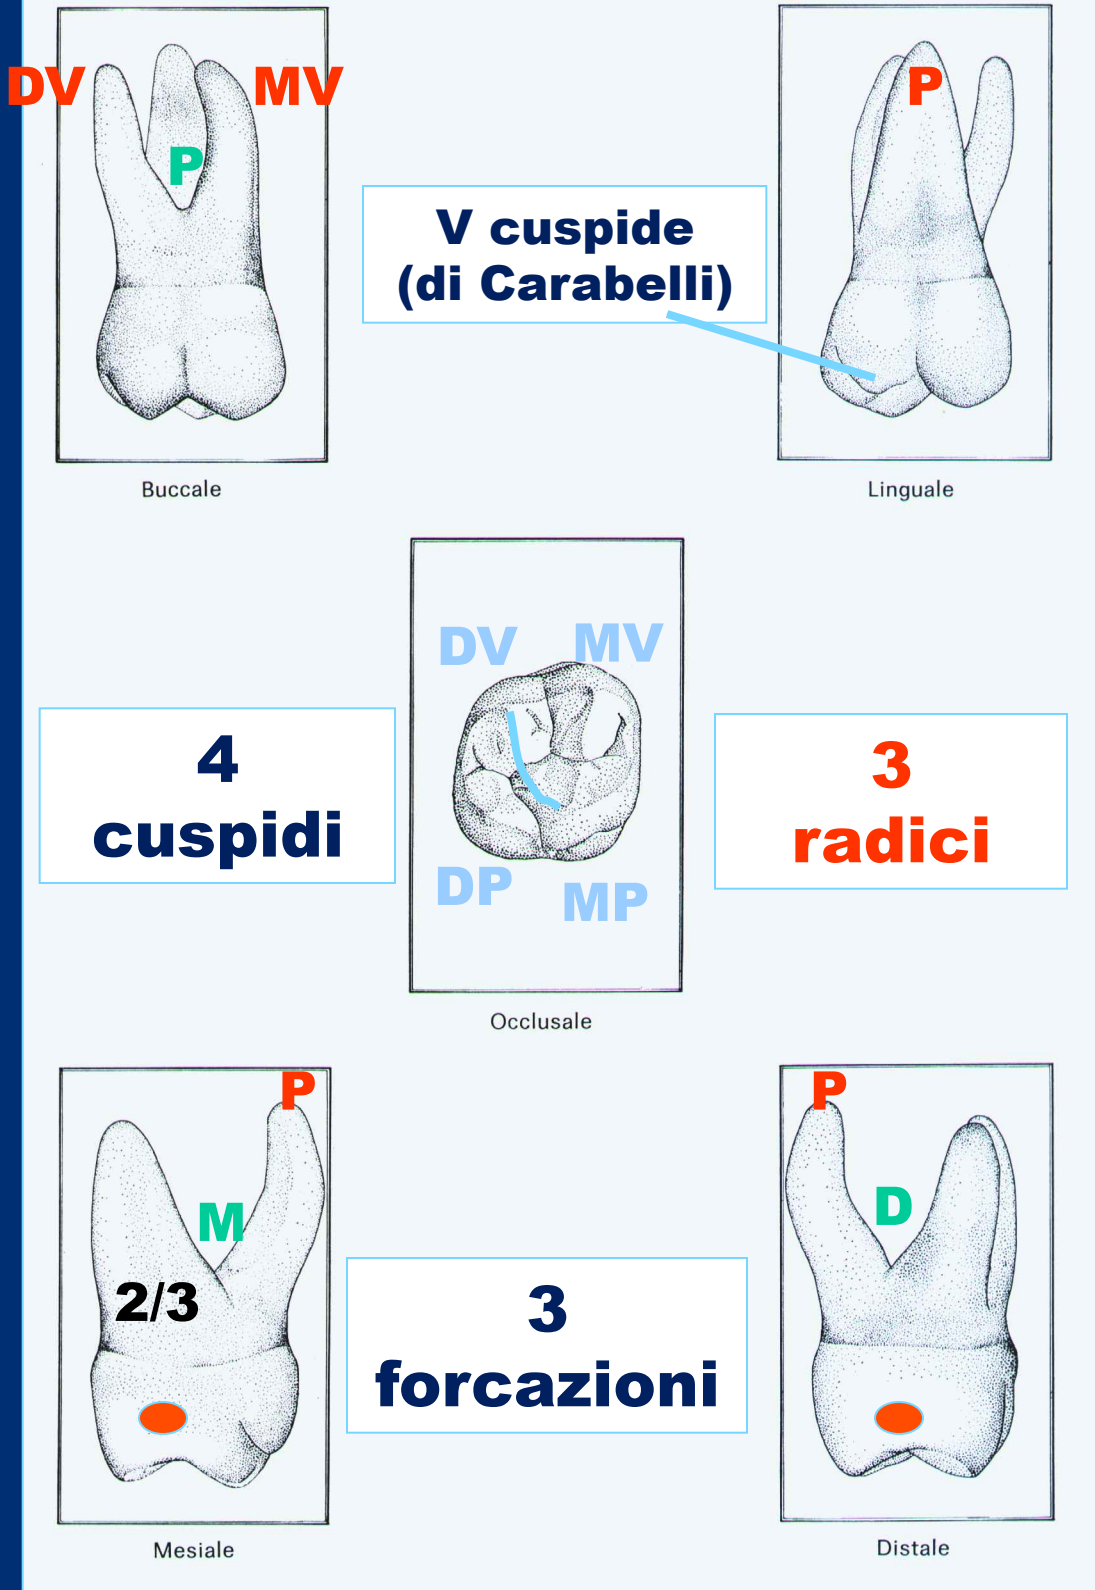 DV
MV
P
P
V cuspide
(di Carabelli)
Buccale
Linguale
DV
MV
4
cuspidi
3
radici
DP
MP
Occlusale
P
P
M
D
2/3
3
forcazioni
Mesiale
Distale